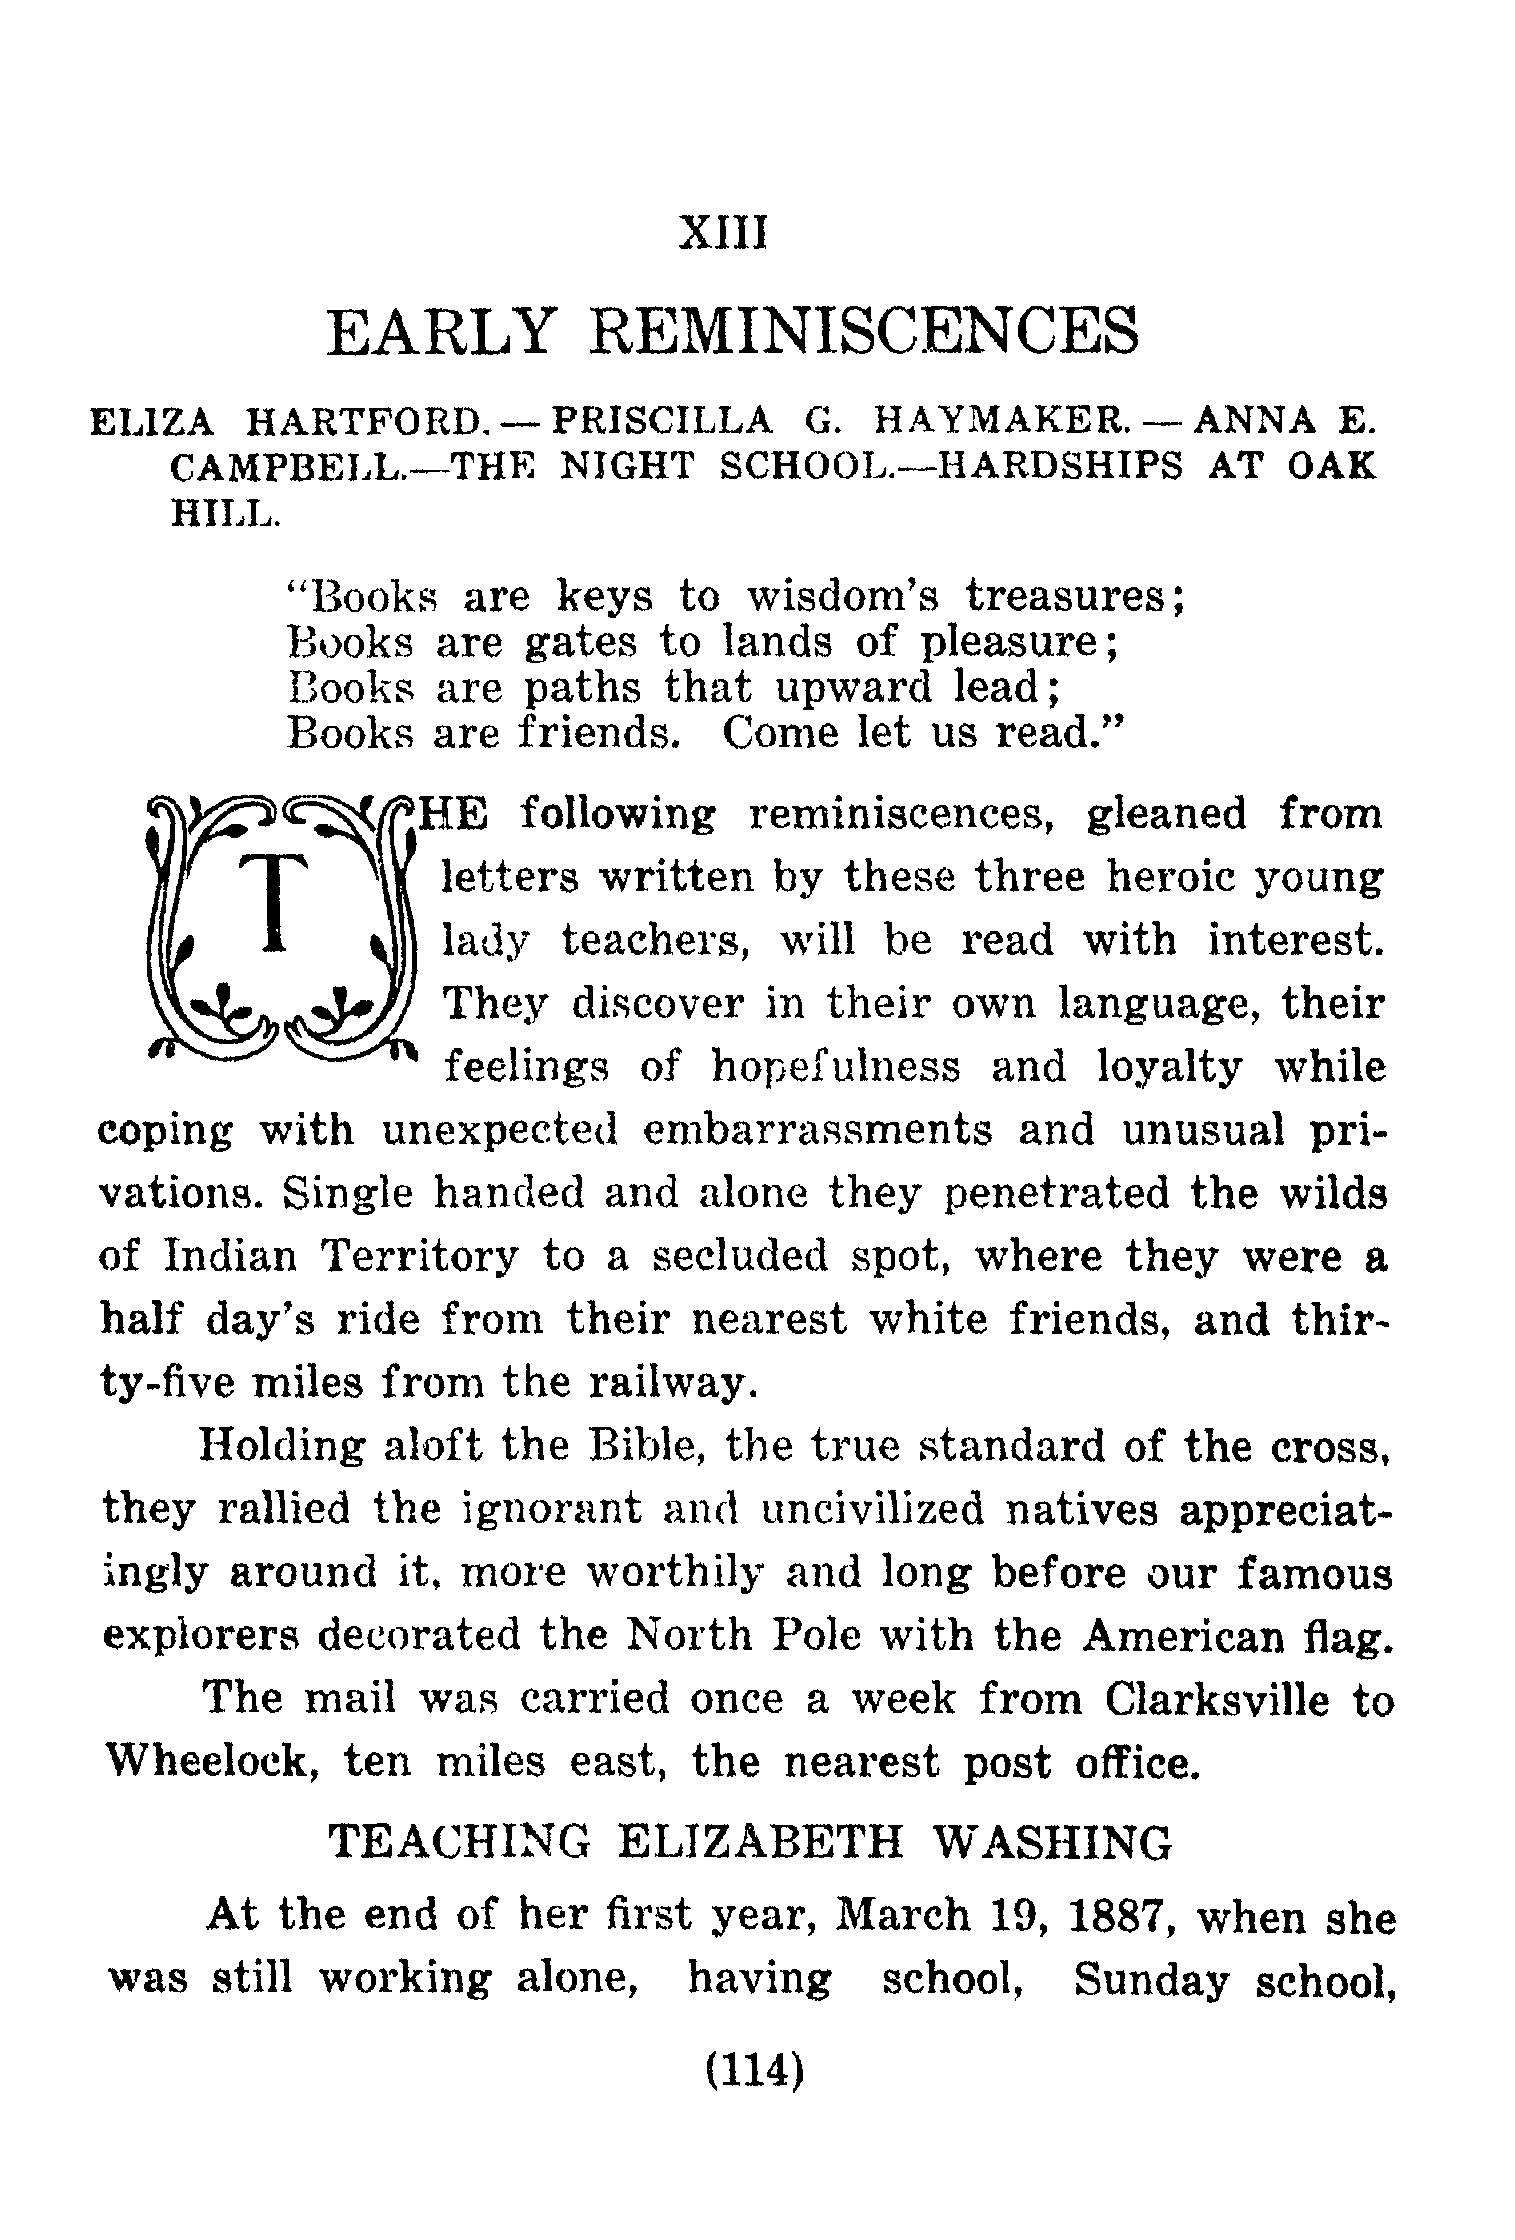 XIII
EARLY REMINISCENCES
ELIZA HARTFORD.—PRISCILLA G. HAYMAKER.—ANNA E.
CAMPBELL.—THE NIGHT SCHOOL.—HARDSHIPS AT OAK
HILL.
“Books are keys to wisdom’s treasures;
Books are gates to lands of pleasure;
Books are paths that upward lead;
Books are friends. Come let us read.”
THE following reminiscences, gleaned from
letters written by these three heroic young
lady teachers, will be read with interest.
They discover in their own language, their
feelings of hopefulness and loyalty while
coping with unexpected embarrassments and unusual pri-
vations. Single handed and alone they penetrated the wilds
of Indian Territory to a secluded spot, where they were a
half day’s ride from their nearest white friends, and thir-
ty-five miles from the railway.
Holding aloft the Bible, the true standard of the cross,
they rallied the ignorant and uncivilized natives appreciat-
ingly around it, more worthily and long before our famous
explorers decorated the North Pole with the American flag.
The mail was carried once a week from Clarksville to
Wheelock, ten miles east, the nearest post office.
TEACHING ELIZABETH WASHING
At the end of her first year, March 19, 1887, when she
was still working alone, having school, Sunday school,
(114)